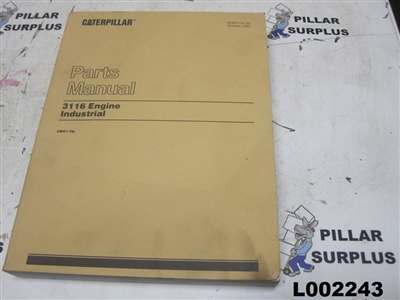 CATERPILLAR
Parts
Manual
3116 Engine
Industrial
PILLAR
SURPLUS
PILLAR
SURPLUS
PILLAR
SURPLUS
L002243